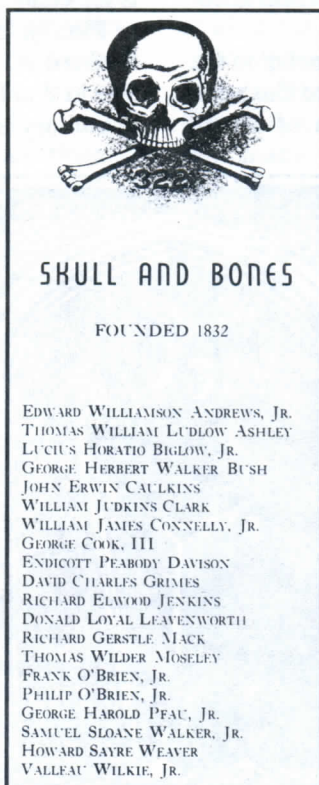 322
SKULL AND BONES
FOUNDED 1832
EDWARD WILLIAMSON ANDREWS, JR.
THOMAS WILLIAM LUDLOW ASHLEY
LUCIUS HORATIO BIGLOW, JR.
GEORGE HERBERT WALKER BUSH
JOHN ERWIN CAULKINS
WILLIAM JUDKINS CLARK
WILLIAM JAMES CONNELLY, JR.
GEORGE COOK, III
ENDICOTT PEABODY DAVISON
DAVID CHARLES GRIMES
RICHARD ELWOOD JENKINS
DONALD LOYAL LEAVENWORTH
RICHARD GERSTLE MACK
THOMAS WILDER MOSELEY
FRANK O'BRIEN, JR.
PHILIP O'BRIEN, JR.
GEORGE HAROLD PFAU, JR.
SAMUEL SLOANE WALKER, JR.
HOWARD SAYRE WEAVER
VALLEAU WILKIE, JR.